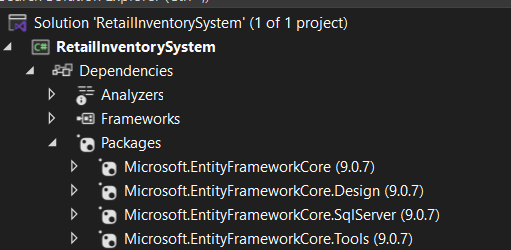 Solution 'RetailInventorySystem' (1 of 1 project)
C# RetailInventorySystem
Dependencies
Analyzers
Frameworks
Packages
Microsoft.EntityFrameworkCore (9.0.7)
Microsoft.EntityFrameworkCore.Design (9.0.7)
Microsoft.EntityFrameworkCore.SqlServer (9.0.7)
Microsoft.EntityFrameworkCore.Tools (9.0.7)